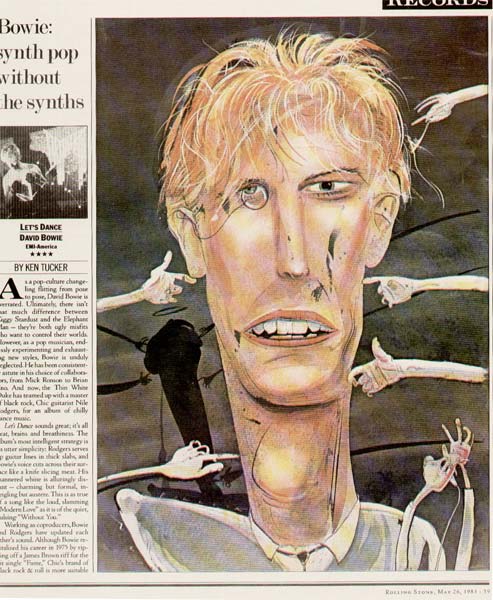 RECORDS
Bowie:
synth pop
without
the synths
LET'S DANCE
DAVID BOWIE
EMI-America
★★★★
BY KEN TUCKER
As a pop-culture change-
ling flitting from pose
to pose, David Bowie is
overrated. Ultimately, there isn't
that much difference between
Ziggy Stardust and the Elephant
Man — they're both ugly misfits
who want to control their worlds.
However, as a pop musician, end-
lessly experimenting and exhaust-
ing new styles, Bowie is unduly
neglected. He has been consistent-
ly astute in his choice of collabora-
tors, from Mick Ronson to Brian
Eno. And now, the Thin White
Duke has teamed up with a master
of black rock, Chic guitarist Nile
Rodgers, for an album of chilly
dance music.
Let's Dance sounds great; it's all
beat, brains and breathiness. The
album's most intelligent strategy is
its utter simplicity: Rodgers serves
up guitar lines in thick slabs, and
Bowie's voice cuts across their sur-
face like a knife slicing meat. His
mannered whine is alluringly dis-
tant — charming but formal, in-
trigling but austere. This is as true
of a song like the loud, slamming
"Modern Love" as it is of the quiet,
pulsing "Without You."
Working as coproducers, Bowie
and Rodgers have updated each
other's sound. Although Bowie re-
vitalized his career in 1975 by rip-
ping off a James Brown riff for the
hit single "Fame," Chic's brand of
black rock & roll is more suitable
ROLLING STONE, MAY 26, 1983 · 59